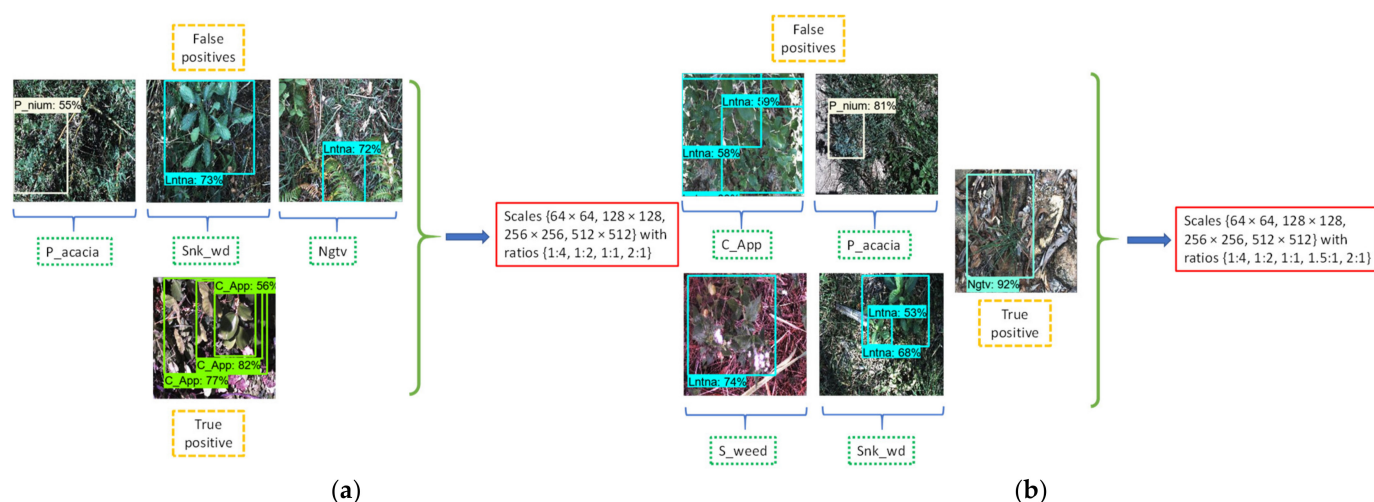 False
positives
P_nium: 55%
Lntna: 73%
Lntna: 72%
P_acacia
Snk_wd
Ngtv
C_App: 56%
C_App: 82%
C_App: 77%
True
positive
Scales {64 × 64, 128 × 128,
256 × 256, 512 × 512} with
ratios {1:4, 1:2, 1:1, 2:1}
(a)
False
positives
Lntna: 59%
Lntna: 58%
P_nium: 81%
C_App
P_acacia
Lntna: 74%
Lntna: 53%
Lntna: 68%
S_weed
Snk_wd
Ngtv: 92%
True
positive
Scales {64 × 64, 128 × 128,
256 × 256, 512 × 512} with
ratios {1:4, 1:2, 1:1, 1.5:1, 2:1}
(b)